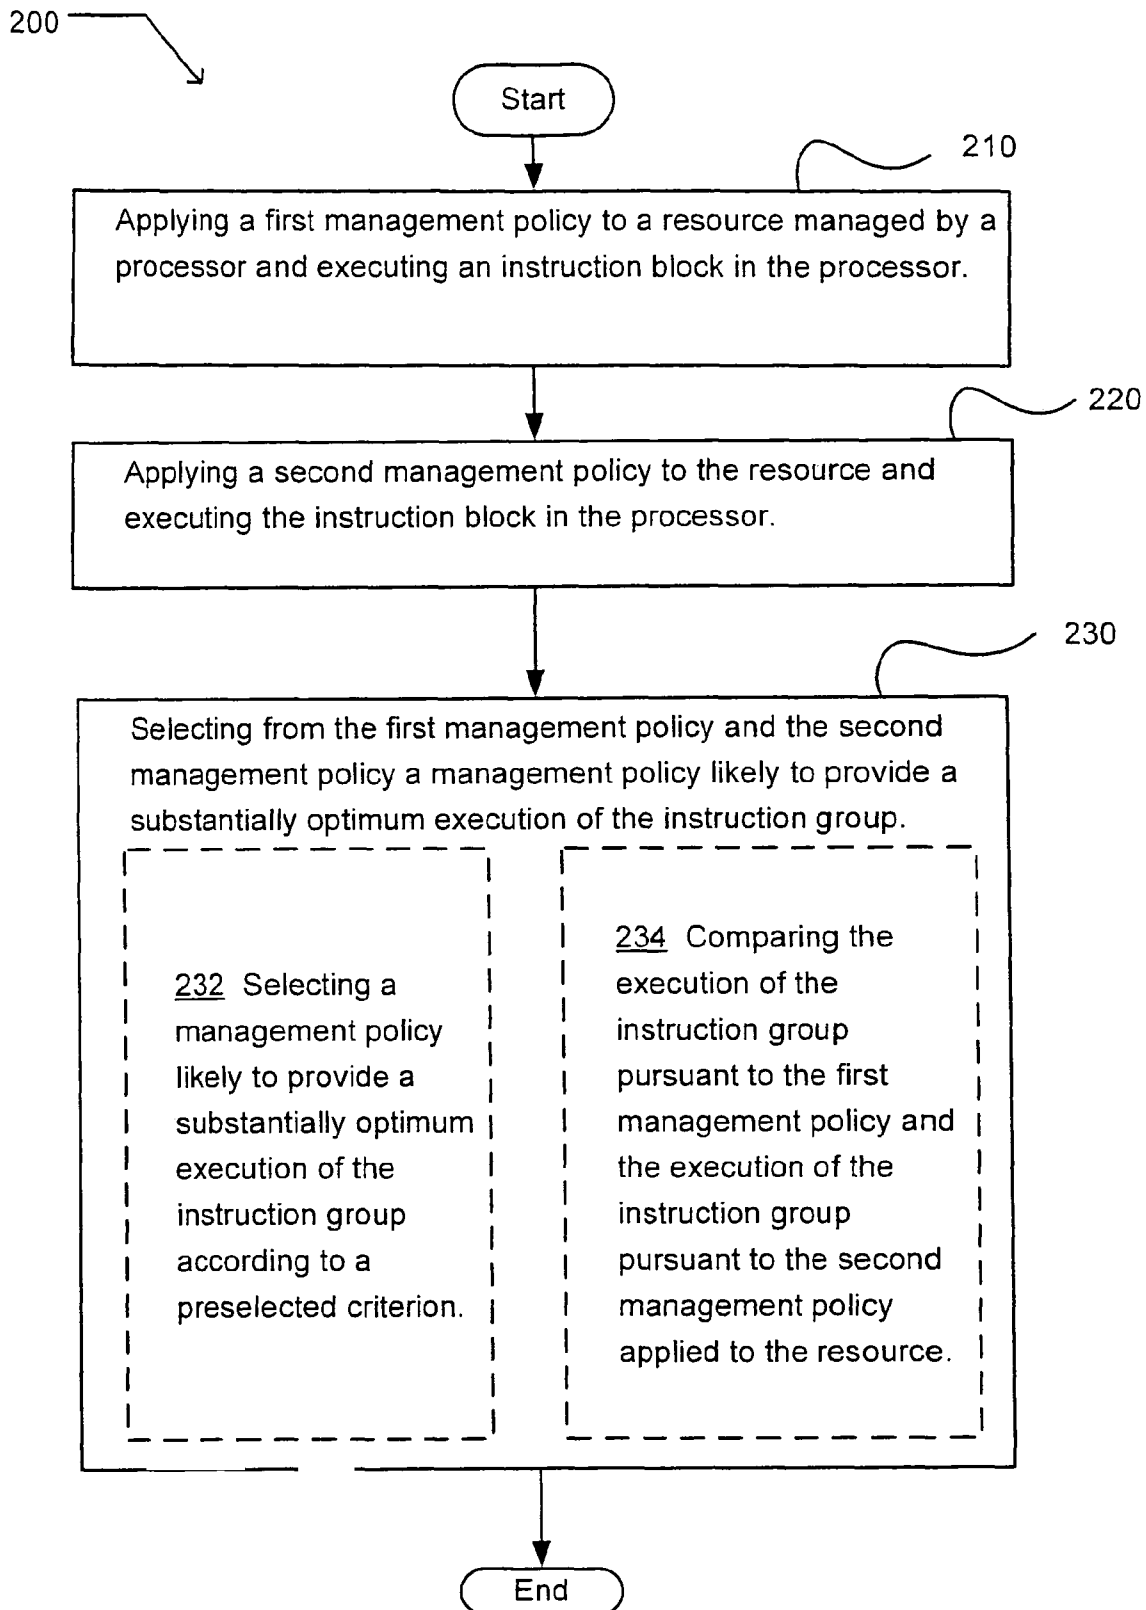 200
Start
210
Applying a first management policy to a resource managed by a
processor and executing an instruction block in the processor.
220
Applying a second management policy to the resource and
executing the instruction block in the processor.
230
Selecting from the first management policy and the second
management policy a management policy likely to provide a
substantially optimum execution of the instruction group.
232 Selecting a
management policy
likely to provide a
substantially optimum
execution of the
instruction group
according to a
preselected criterion.
234 Comparing the
execution of the
instruction group
pursuant to the first
management policy and
the execution of the
instruction group
pursuant to the second
management policy
applied to the resource.
End